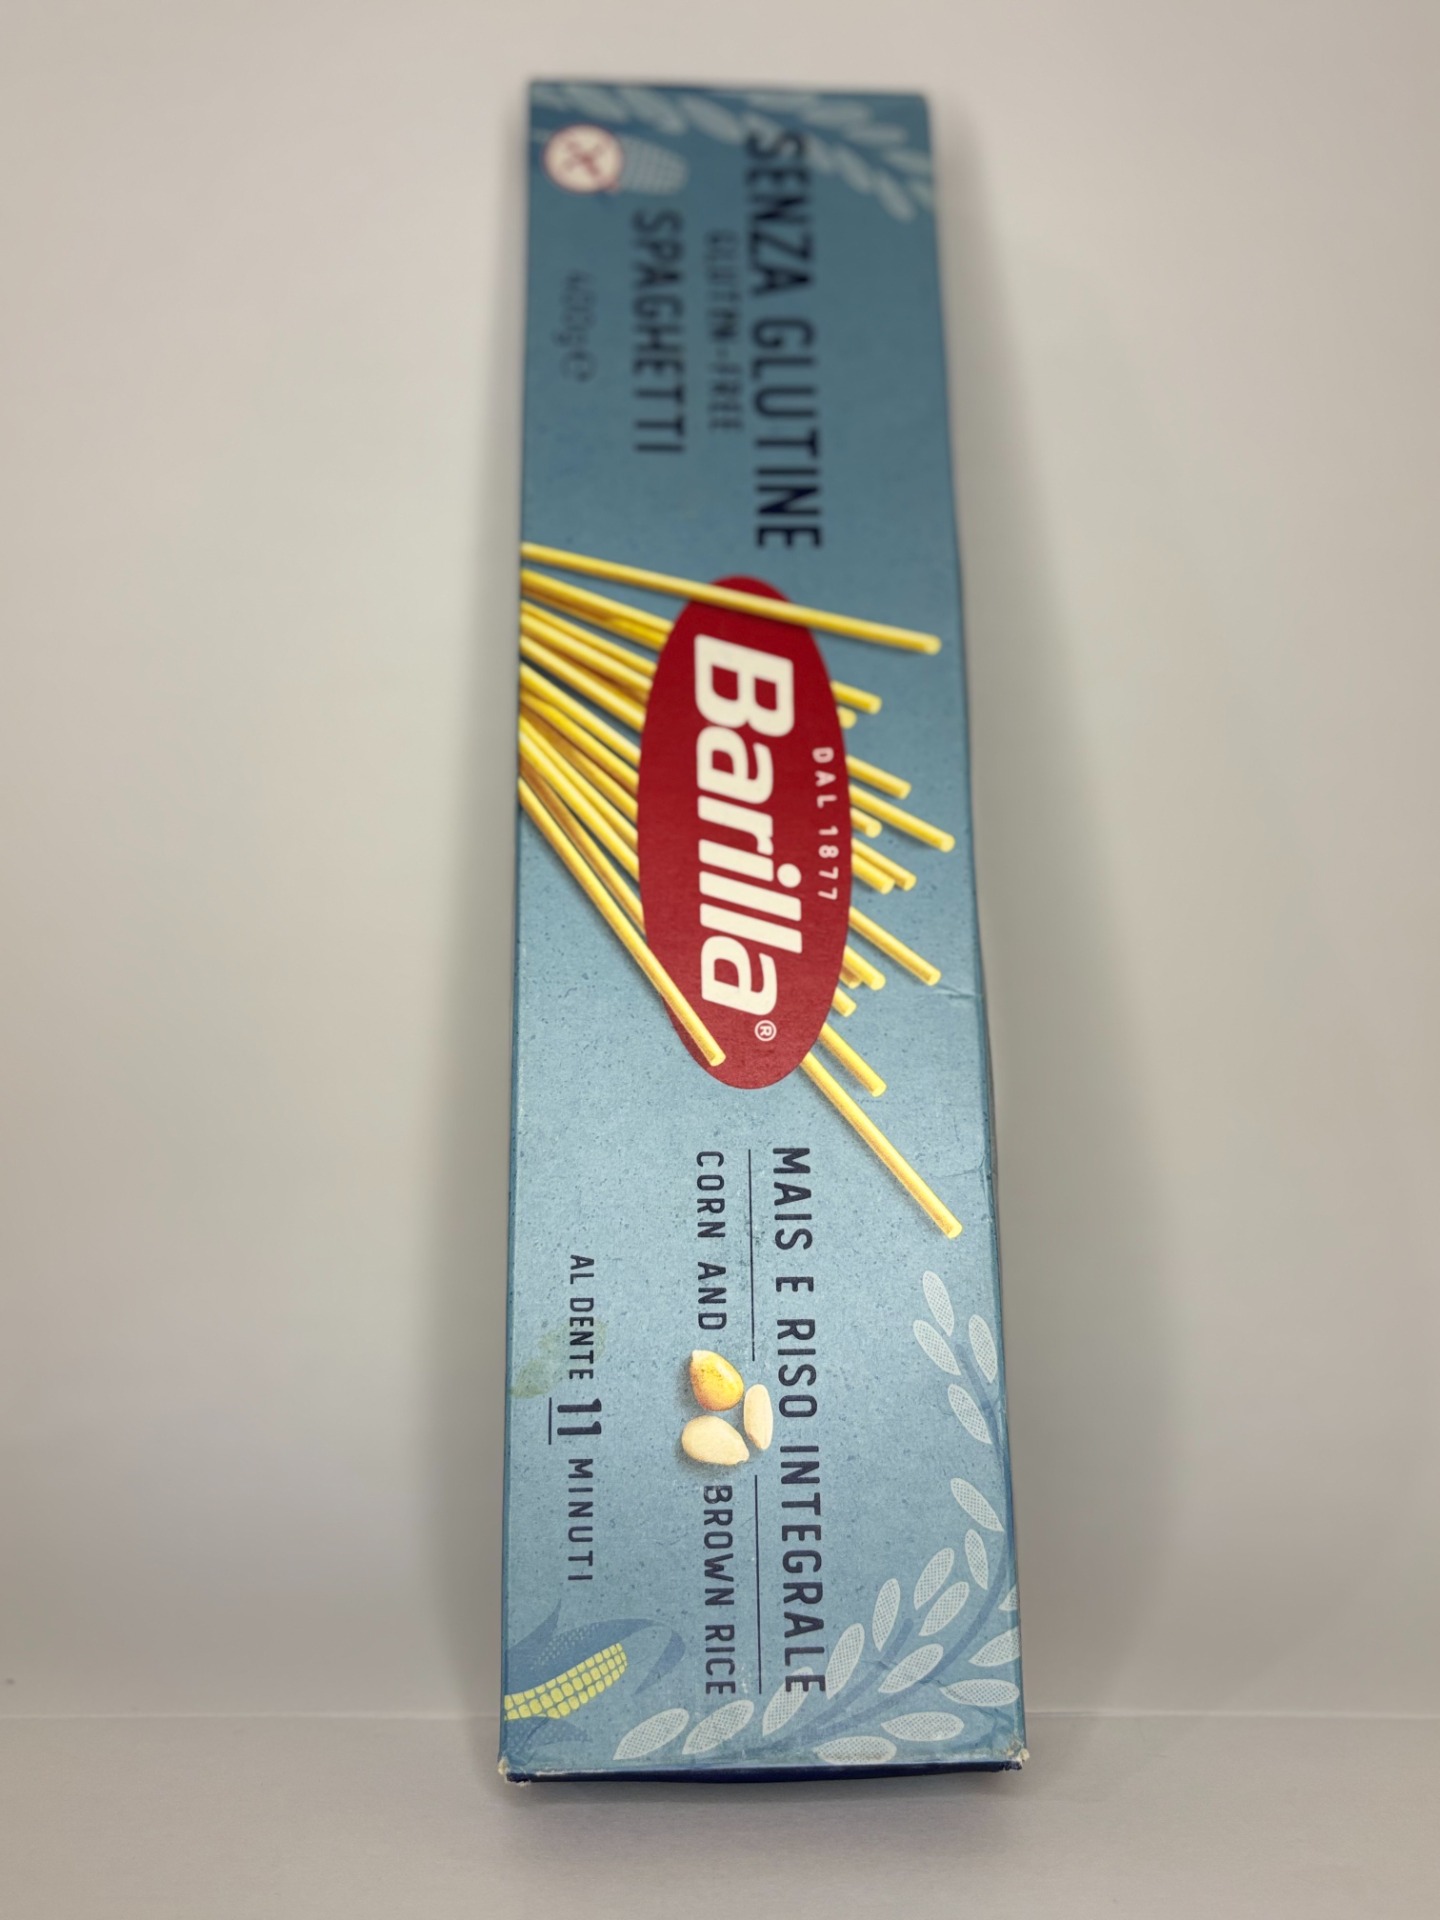 SENZA GLUTINE
GLUTEN-FREE
SPAGHETTI
400g e
DAL 1877
Barilla®
MAIS E RISO INTEGRALE
CORN AND BROWN RICE
AL DENTE 11 MINUTI